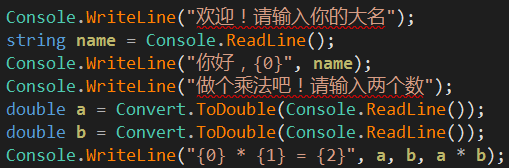 Console.WriteLine("欢迎！请输入你的大名");
string name = Console.ReadLine();
Console.WriteLine("你好，{0}", name);
Console.WriteLine("做个乘法吧！请输入两个数");
double a = Convert.ToDouble(Console.ReadLine());
double b = Convert.ToDouble(Console.ReadLine());
Console.WriteLine("{0} * {1} = {2}", a, b, a * b);